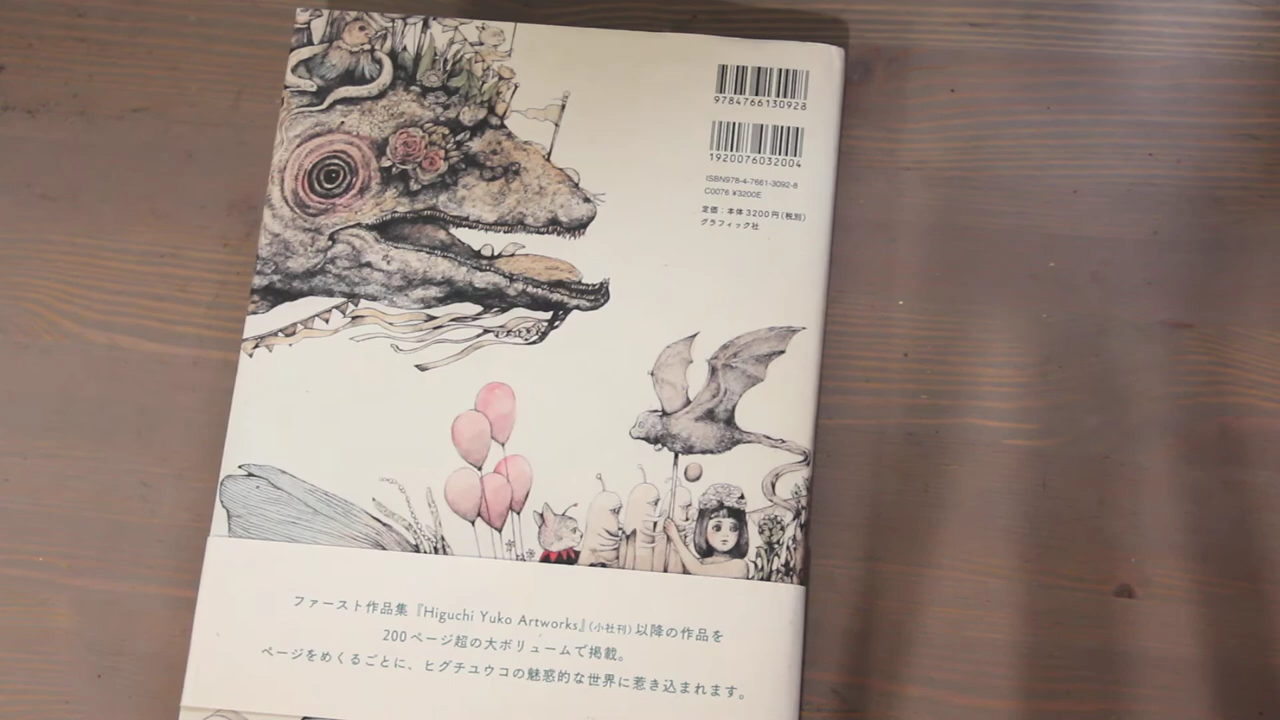 9784766130928
1920076032004
ISBN978-4-7661-3092-8
C0076 ¥3200E
定価：本体3200円(税別)
グラフィック社
ファースト作品集『Higuchi Yuko Artworks』(小社刊)以降の作品を
200ページ超の大ボリュームで掲載。
ページをめくるごとに、ヒグチユウコの魅惑的な世界に惹き込まれます。